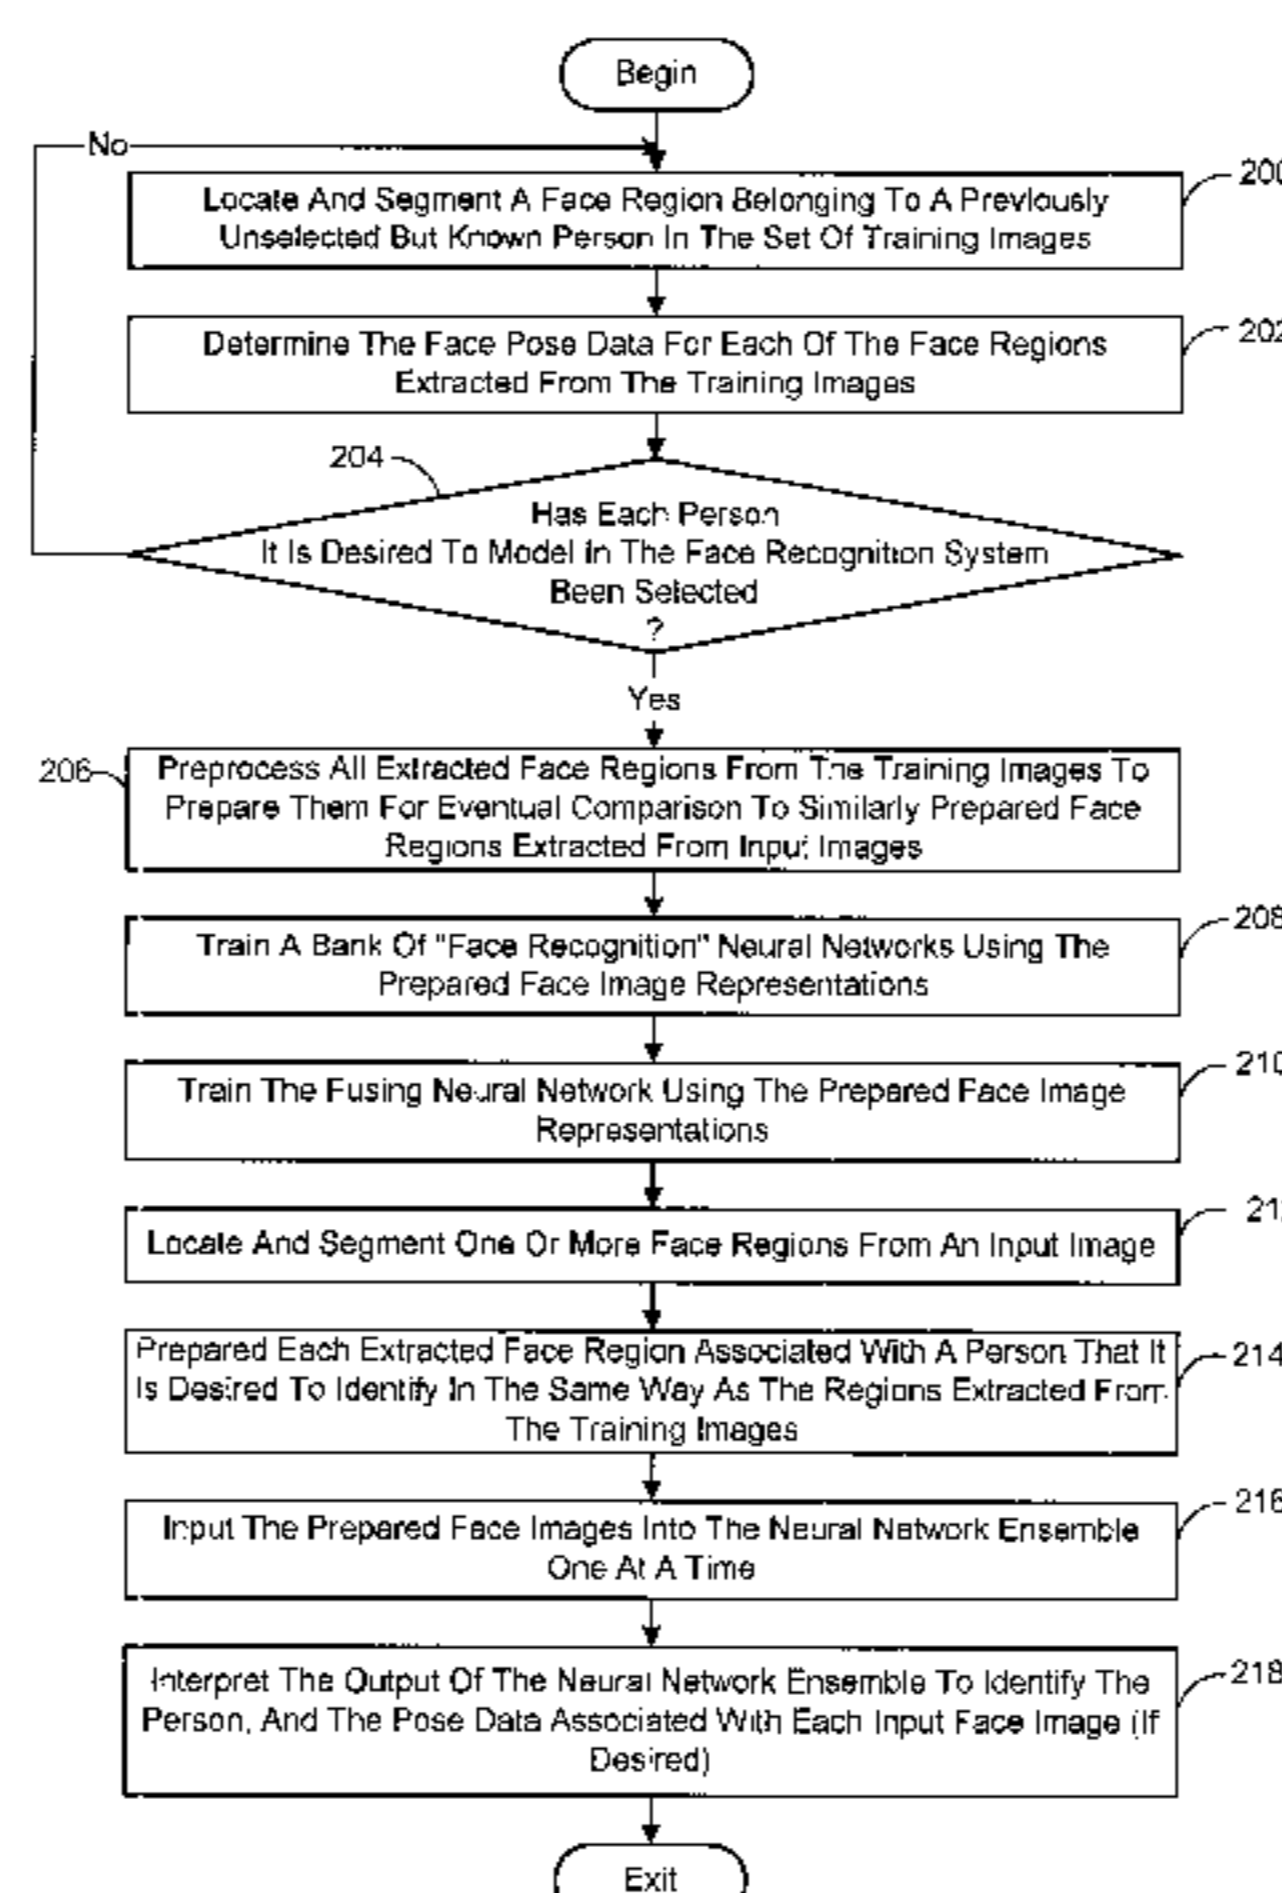 Begin
No
200
Locate And Segment A Face Region Belonging To A Previously
Unselected But Known Person In The Set Of Training Images
202
Determine The Face Pose Data For Each Of The Face Regions
Extracted From The Training Images
204
Has Each Person
It Is Desired To Model In The Face Recognition System
Been Selected
?
Yes
206
Preprocess All Extracted Face Regions From The Training Images To
Prepare Them For Eventual Comparison To Similarly Prepared Face
Regions Extracted From Input Images
208
Train A Bank Of "Face Recognition" Neural Networks Using The
Prepared Face Image Representations
210
Train The Fusing Neural Network Using The Prepared Face Image
Representations
212
Locate And Segment One Or More Face Regions From An Input Image
Prepared Each Extracted Face Region Associated With A Person That It
214
Is Desired To Identify In The Same Way As The Regions Extracted From
The Training Images
216
Input The Prepared Face Images Into The Neural Network Ensemble
One At A Time
218
Interpret The Output Of The Neural Network Ensemble To Identify The
Person, And The Pose Data Associated With Each Input Face Image (If
Desired)
Exit